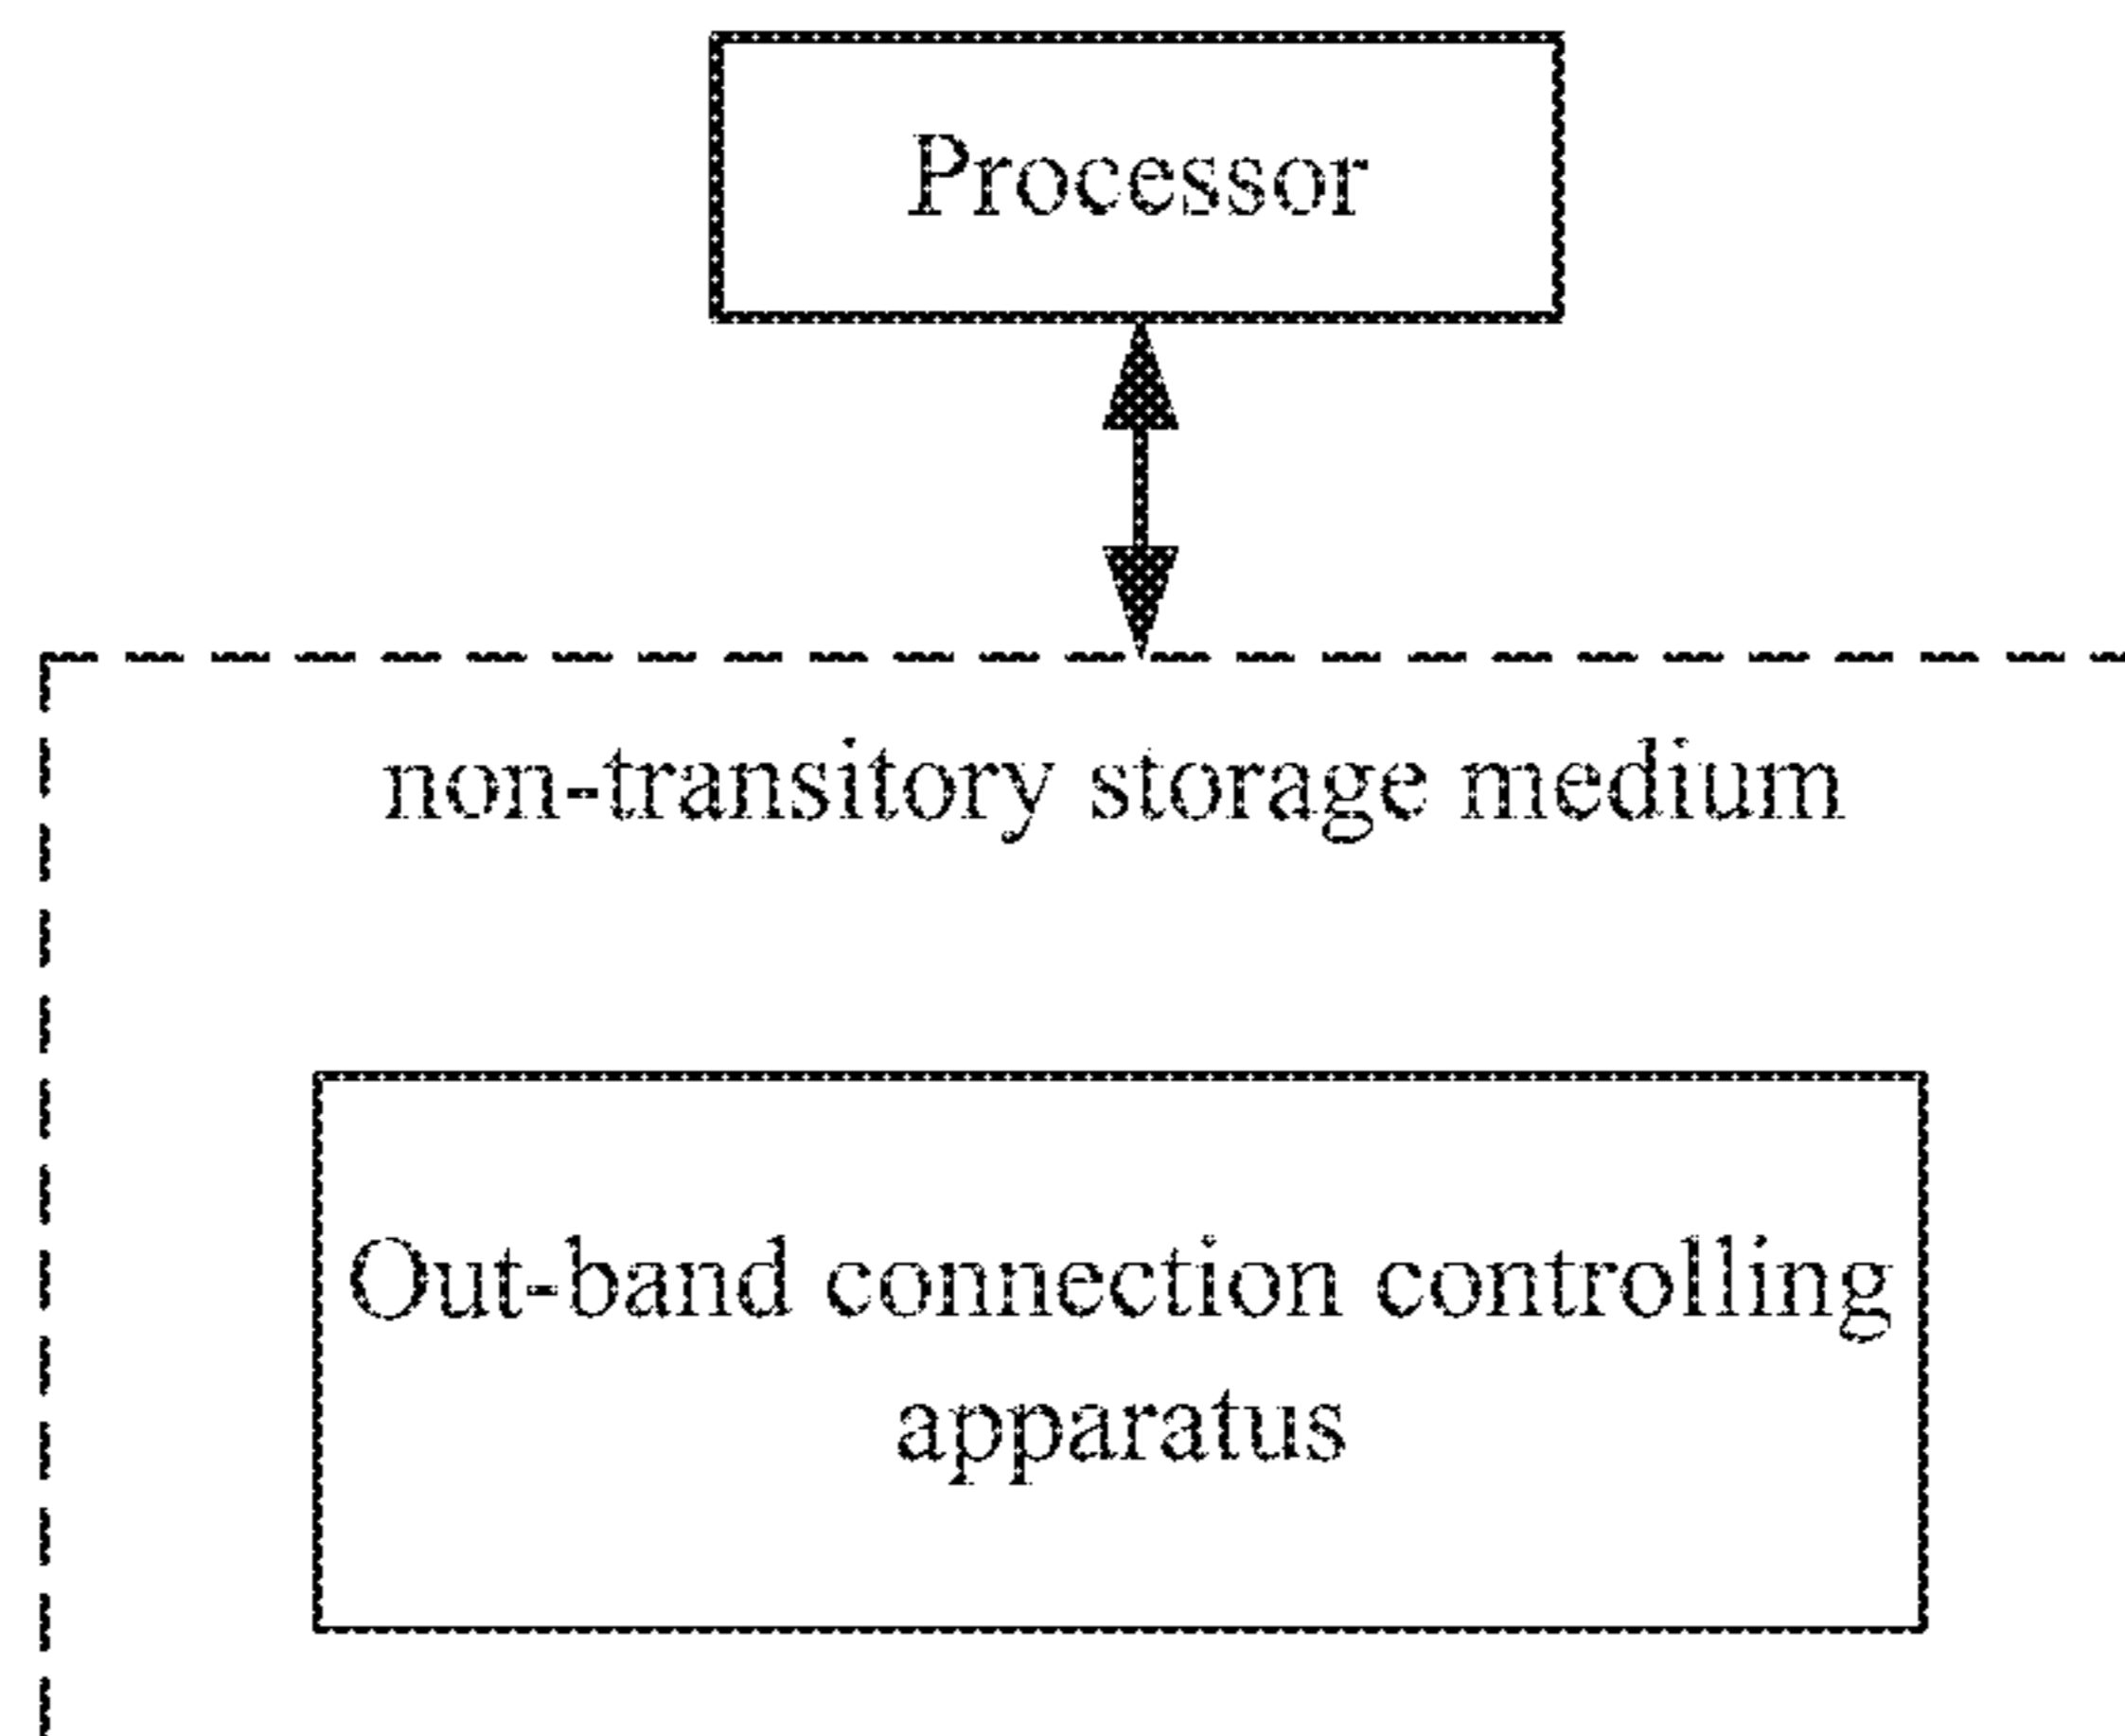 Processor
non-transitory storage medium
Out-band connection controlling
apparatus